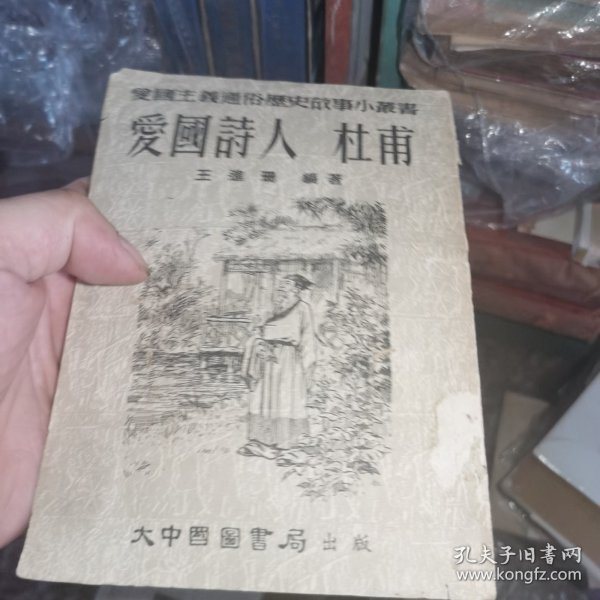 愛國主義通俗歷史故事小叢書
愛國詩人 杜甫
王進珊 編著
大中國圖書局 出版
孔夫子旧书网
www.kongfz.com